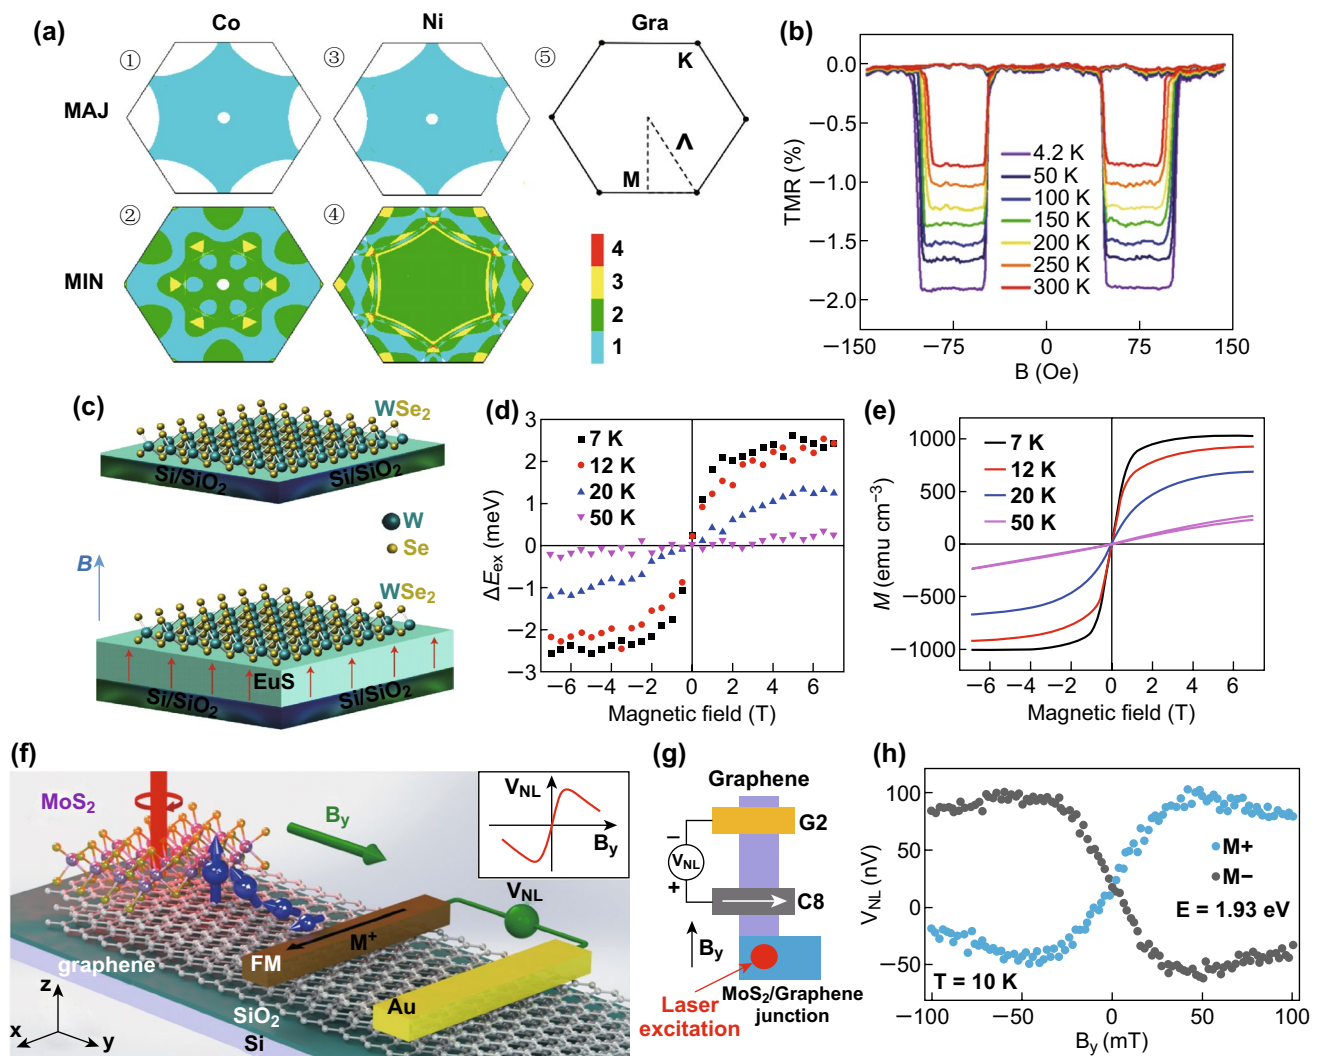 (a)
Co
Ni
Gra
①
③
⑤
K
MAJ
Λ
M
②
④
MIN
4
3
2
1
(b)
TMR (%)
0.0
−0.5
−1.0
−1.5
−2.0
4.2 K
50 K
100 K
150 K
200 K
250 K
300 K
−150
−75
0
75
150
B (Oe)
(c)
WSe2
Si/SiO2
Si/SiO2
W
Se
B
WSe2
EuS
Si/SiO2
Si/SiO2
(d)
ΔEex (meV)
3
2
1
0
−1
−2
−3
7 K
12 K
20 K
50 K
−6
−4
−2
0
2
4
6
Magnetic field (T)
(e)
M (emu cm−3)
1000
500
0
−500
−1000
7 K
12 K
20 K
50 K
−6
−4
−2
0
2
4
6
Magnetic field (T)
(f)
MoS2
By
VNL
By
VNL
M+
FM
graphene
Au
z
x
y
SiO2
Si
(g)
Graphene
−
G2
VNL
+
C8
By
Laser
excitation
MoS2/Graphene
junction
(h)
VNL (nV)
100
50
0
−50
M+
M−
E = 1.93 eV
T = 10 K
−100
−50
0
50
100
By (mT)